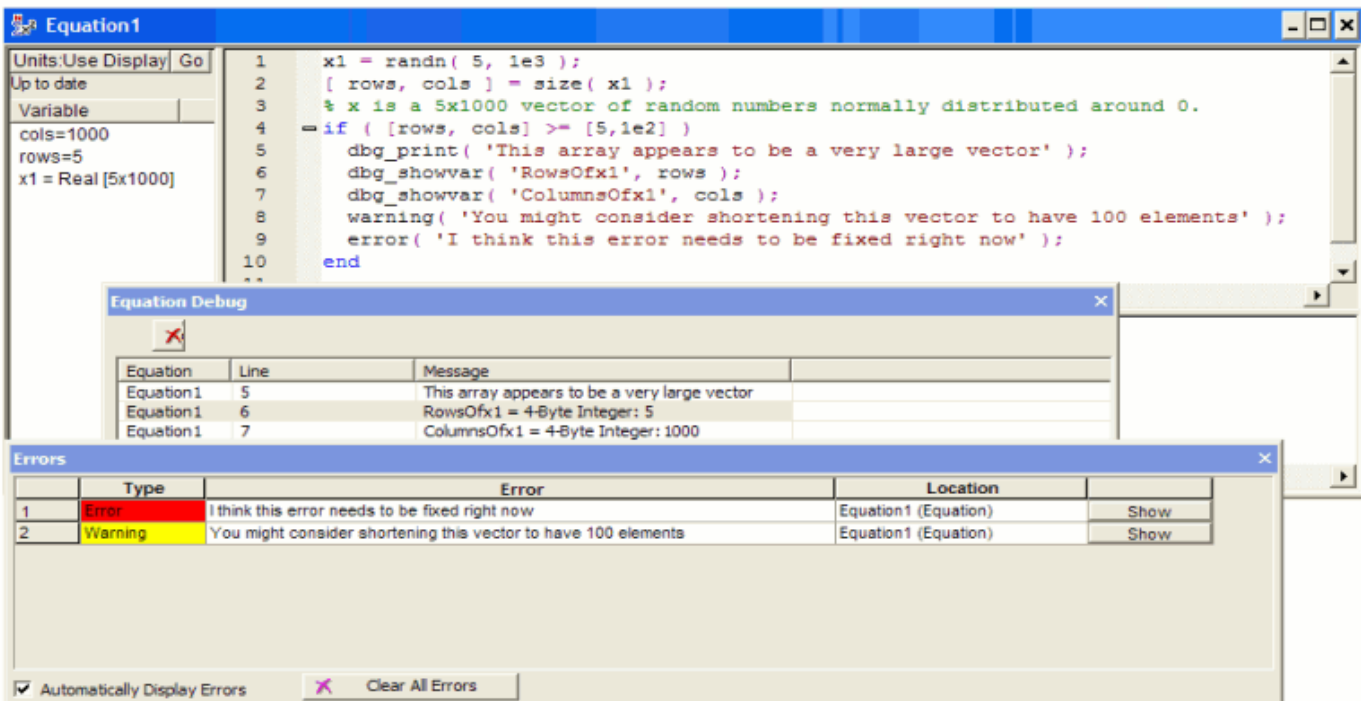 Equation1
Units:Use Display Go
Up to date
Variable
cols=1000
rows=5
x1 = Real [5x1000]
1 x1 = randn( 5, 1e3 );
2 [ rows, cols ] = size( x1 );
3 % x is a 5x1000 vector of random numbers normally distributed around 0.
4 if ( [rows, cols] >= [5,1e2] )
5 dbg_print( 'This array appears to be a very large vector' );
6 dbg_showvar( 'RowsOfx1', rows );
7 dbg_showvar( 'ColumnsOfx1', cols );
8 warning( 'You might consider shortening this vector to have 100 elements' );
9 error( 'I think this error needs to be fixed right now' );
10 end
Equation Debug
Equation Line Message
Equation1 5 This array appears to be a very large vector
Equation1 6 RowsOfx1 = 4-Byte Integer: 5
Equation1 7 ColumnsOfx1 = 4-Byte Integer: 1000
Errors
Type Error Location
1 Error I think this error needs to be fixed right now Equation1 (Equation) Show
2 Warning You might consider shortening this vector to have 100 elements Equation1 (Equation) Show
Automatically Display Errors Clear All Errors